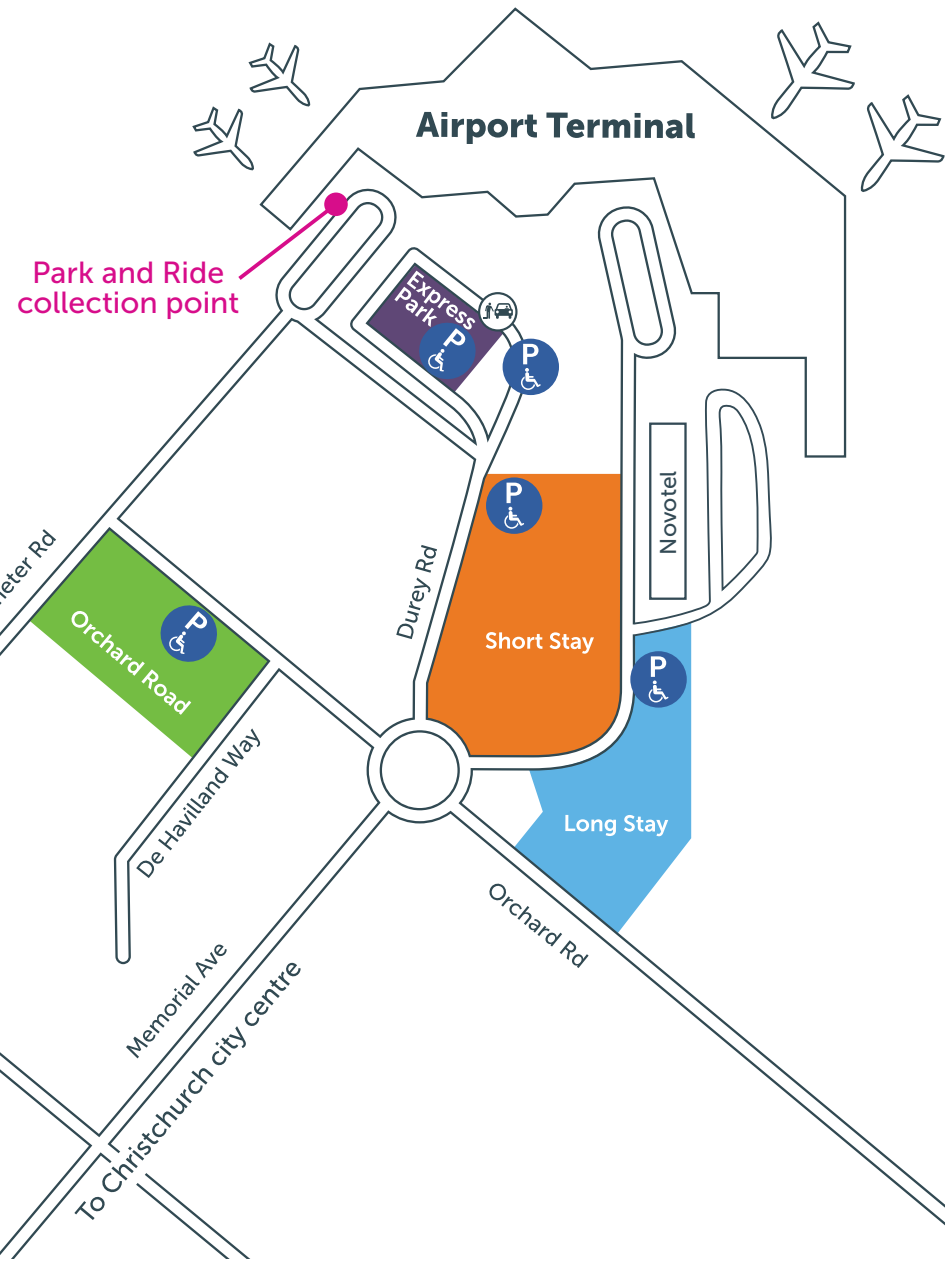 Airport Terminal
Park and Ride
collection point
Express
Park
P
P
P
Novotel
Durey Rd
Orchard Road
P
Short Stay
P
De Havilland Way
Long Stay
Orchard Rd
Memorial Ave
To Christchurch city centre
Rd